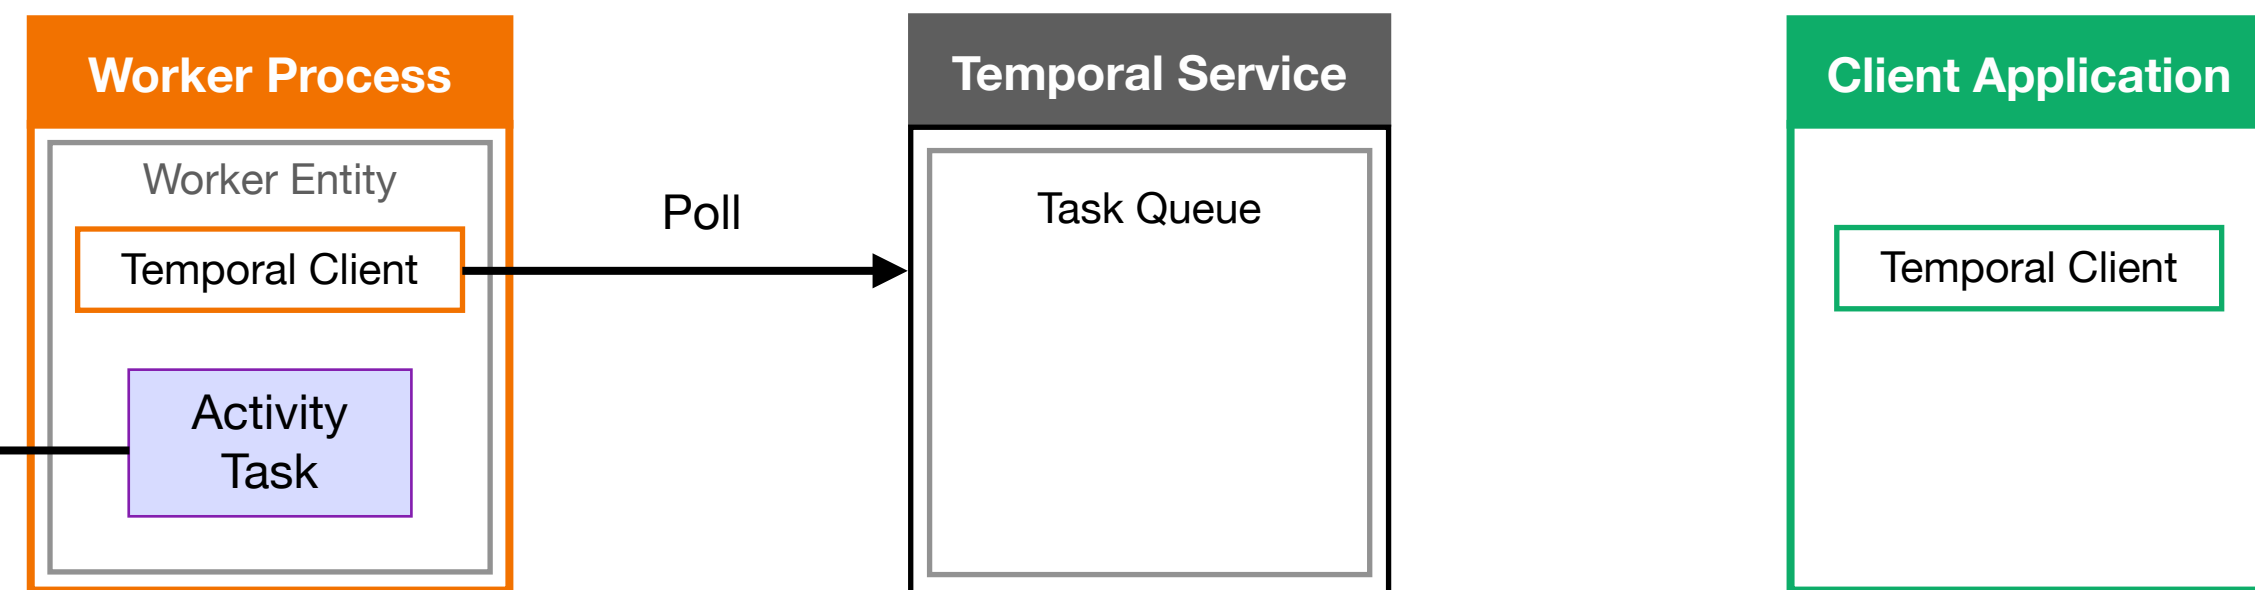 Worker Process
Worker Entity
Temporal Client
Activity
Task
Poll
Temporal Service
Task Queue
Client Application
Temporal Client